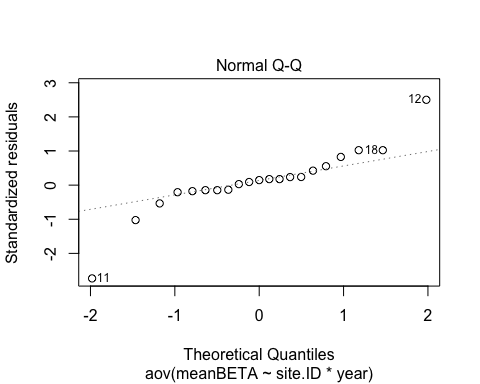 Normal Q-Q
Standardized residuals
3
2
1
0
-1
-2
12
18
11
-2 -1 0 1 2
Theoretical Quantiles
aov(meanBETA ~ site.ID * year)